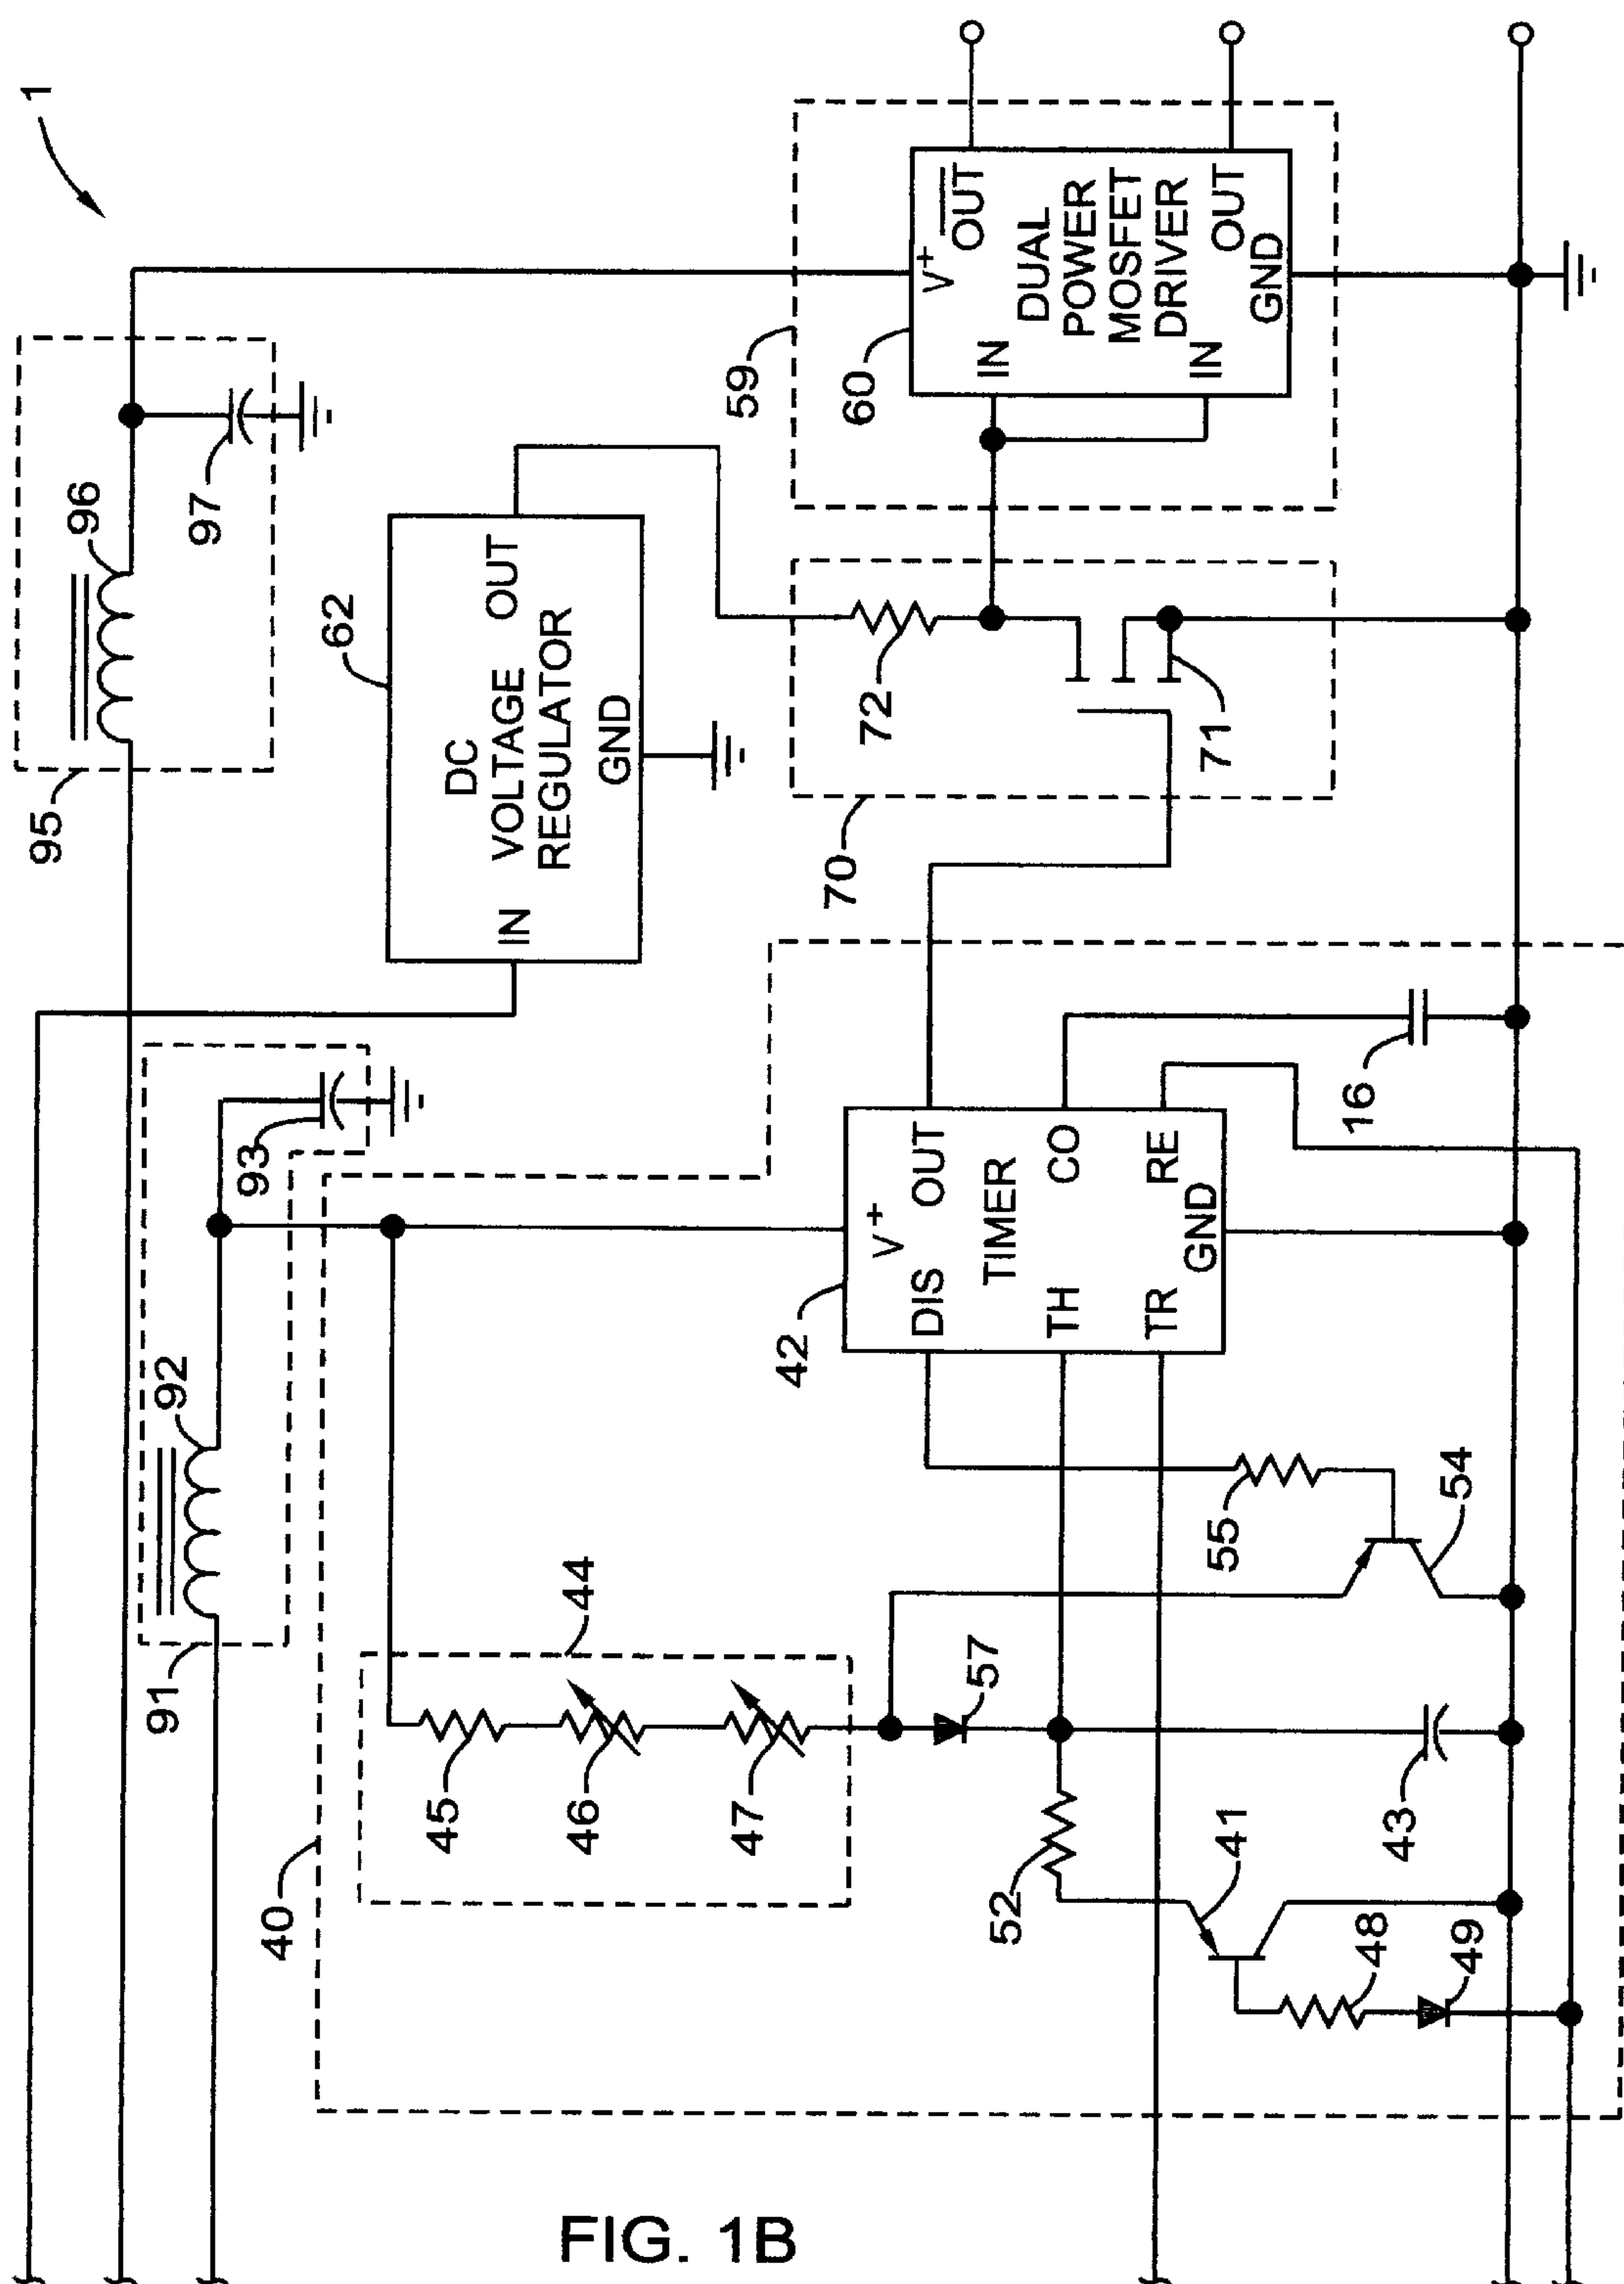 1
95
96
97
91
92
93
62
DC
VOLTAGE
REGULATOR
IN
OUT
GND
59
60
V+
OUT
DUAL
POWER
MOSFET
DRIVER
IN
IN
OUT
GND
70
72
71
40
44
45
46
47
42
V+
DIS
OUT
TIMER
TH
CO
TR
RE
GND
16
57
55
54
52
41
43
48
49
FIG. 1B